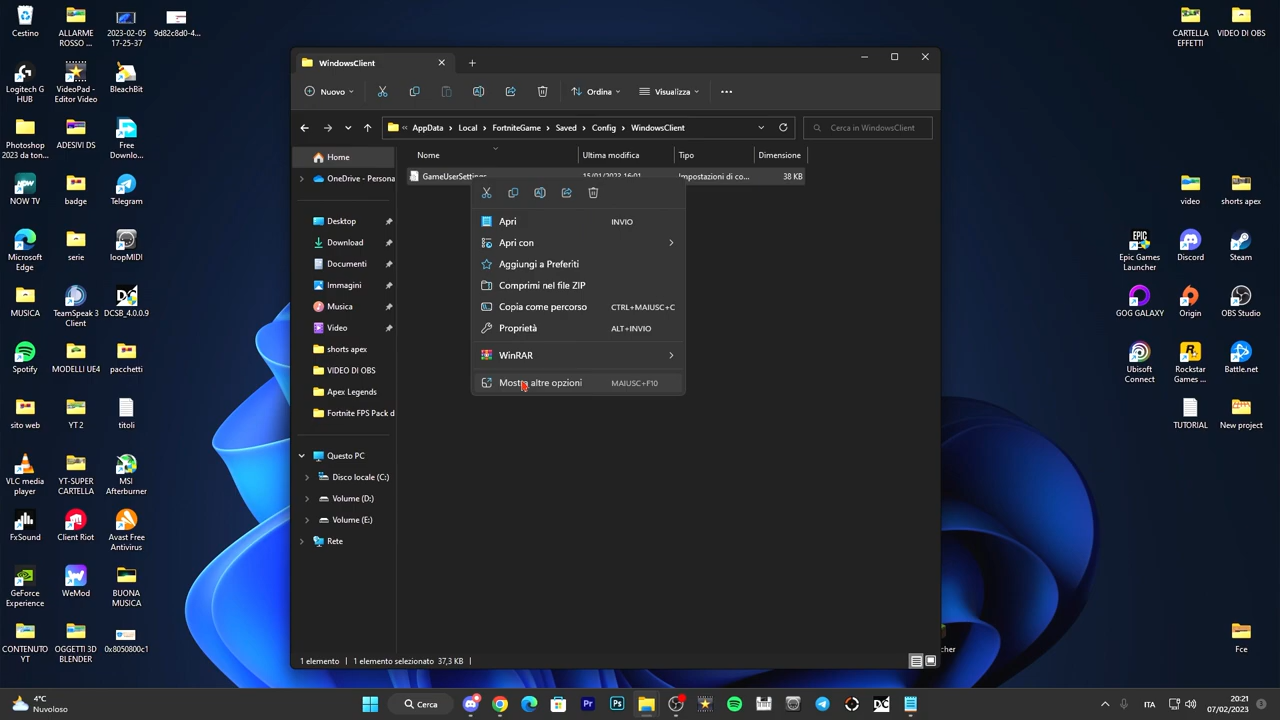 Cestino
ALLARME ROSSO ...
2023-02-05 17-25-37
9d82c8d0-4...
CARTELLA EFFETTI
VIDEO DI OBS
Logitech G HUB
VideoPad - Editor Video
BleachBit
Photoshop 2023 da ton...
ADESIVI DS
Free Downlo...
NOW TV
badge
Telegram
Microsoft Edge
serie
loopMIDI
MUSICA
TeamSpeak 3 Client
DCSB_4.0.0.9
Spotify
MODELLI UE4
pacchetti
sito web
YT 2
titoli
VLC media player
YT-SUPER CARTELLA
MSI Afterburner
FxSound
Client Riot
Avast Free Antivirus
GeForce Experience
WeMod
BUONA MUSICA
CONTENUTO YT
OGGETTI 3D BLENDER
0x8050800c1
WindowsClient
Nuovo
Ordina
Visualizza
AppData
Local
FortniteGame
Saved
Config
WindowsClient
Cerca in WindowsClient
Nome
Ultima modifica
Tipo
Dimensione
GameUserSettings
15/01/2023 16:01
Impostazioni di co...
38 KB
Home
OneDrive - Persona
Desktop
Download
Documenti
Immagini
Musica
Video
shorts apex
VIDEO DI OBS
Apex Legends
Fortnite FPS Pack d
Questo PC
Disco locale (C:)
Volume (D:)
Volume (E:)
Rete
Apri INVIO
Apri con
Aggiungi a Preferiti
Comprimi nel file ZIP
Copia come percorso CTRL+MAIUSC+C
Proprietà ALT+INVIO
WinRAR
Mostra altre opzioni MAIUSC+F10
1 elemento
1 elemento selezionato 37,3 KB
video
shorts apex
Epic Games Launcher
Discord
Steam
GOG GALAXY
Origin
OBS Studio
Ubisoft Connect
Rockstar Games ...
Battle.net
TUTORIAL
New project
cher
Fce
4°C
Nuvoloso
Cerca
ITA
20:21
07/02/2023